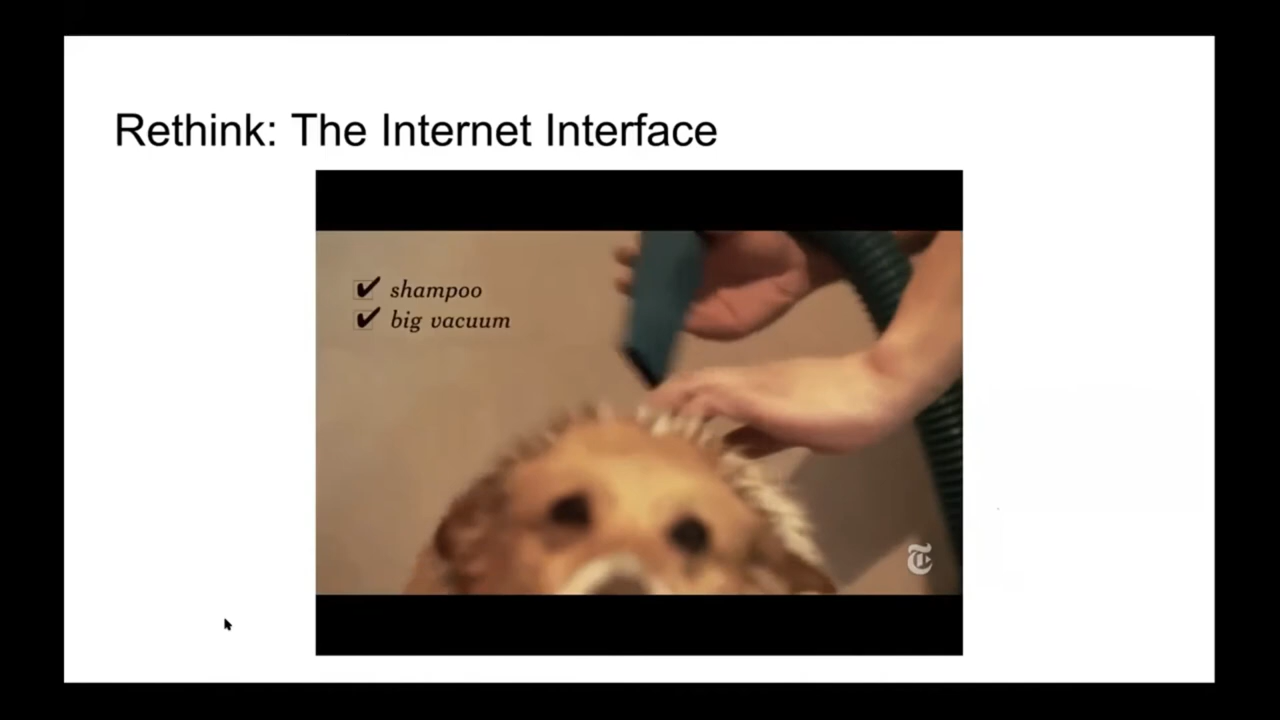 Rethink: The Internet Interface
✔ shampoo
✔ big vacuum
T